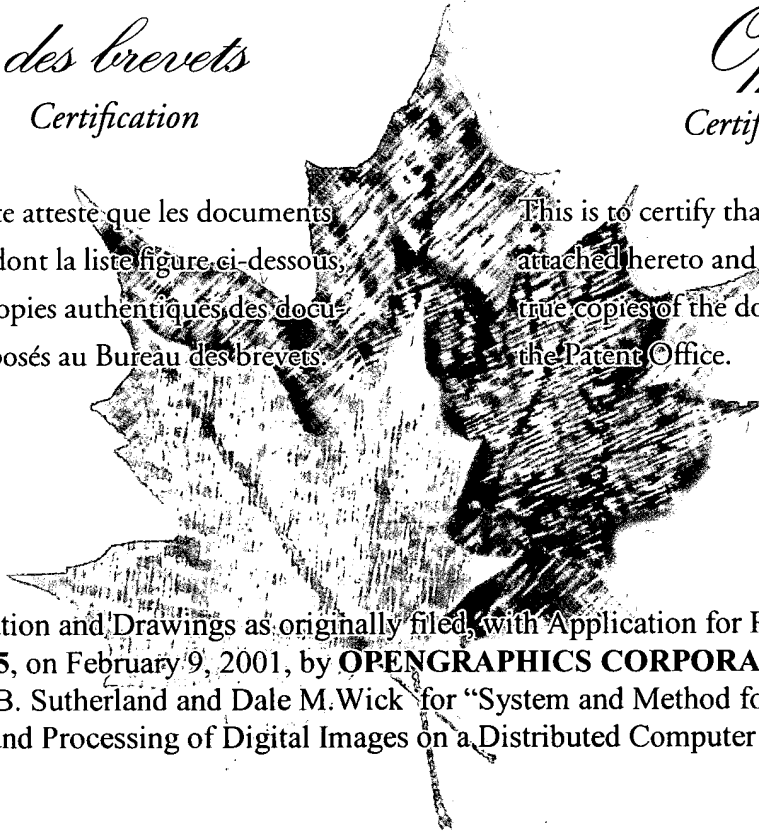 des brevets
Certification
te atteste que les documents
dont la liste figure ci-dessous,
opies authentiques des docu-
posés au Bureau des brevets.
Certif
This is to certify tha
attached hereto and
true copies of the do
the Patent Office.
tion and Drawings as originally filed, with Application for P
5, on February 9, 2001, by OPENGRAPHICS CORPORA
B. Sutherland and Dale M.Wick for “System and Method fo
nd Processing of Digital Images on a Distributed Computer